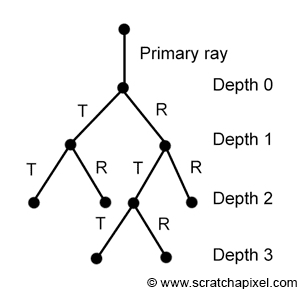 Primary ray
Depth 0
T R
Depth 1
T R T R
Depth 2
T R
Depth 3
© www.scratchapixel.com